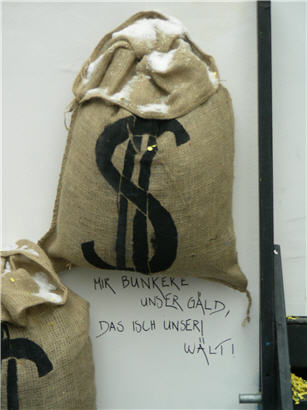 $
MIR BUNKERE
UNSER GÄLD,
DAS ISCH UNSERI
WÄLT!
$